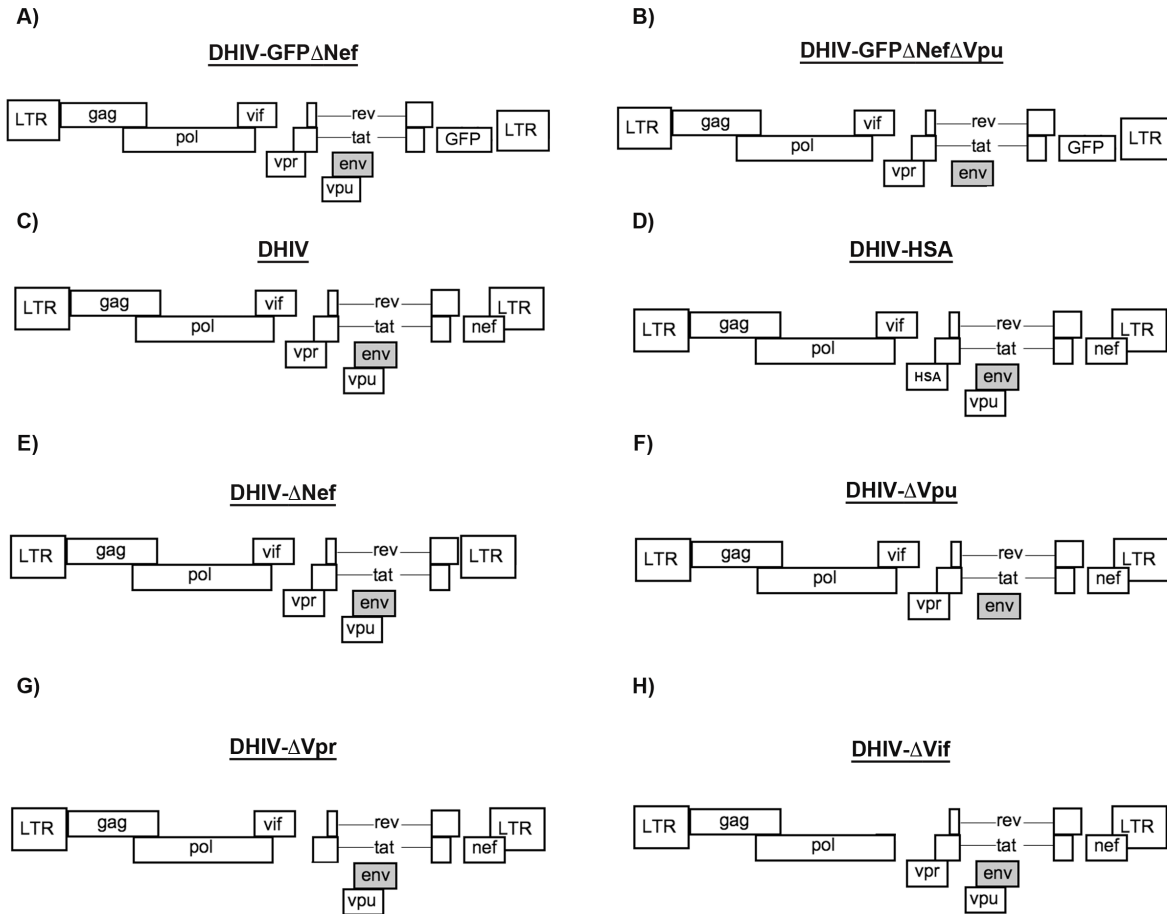 A)
DHIV-GFPΔNef
LTR gag vif rev LTR
pol tat GFP
vpr env
vpu
B)
DHIV-GFPΔNefΔVpu
LTR gag vif rev LTR
pol tat GFP
vpr env
C)
DHIV
LTR gag vif rev LTR
pol tat nef
vpr env
vpu
D)
DHIV-HSA
LTR gag vif rev LTR
pol tat nef
HSA env
vpu
E)
DHIV-ΔNef
LTR gag vif rev LTR
pol tat
vpr env
vpu
F)
DHIV-ΔVpu
LTR gag vif rev LTR
pol tat nef
vpr env
G)
DHIV-ΔVpr
LTR gag vif rev LTR
pol tat nef
env
vpu
H)
DHIV-ΔVif
LTR gag rev LTR
pol tat nef
vpr env
vpu